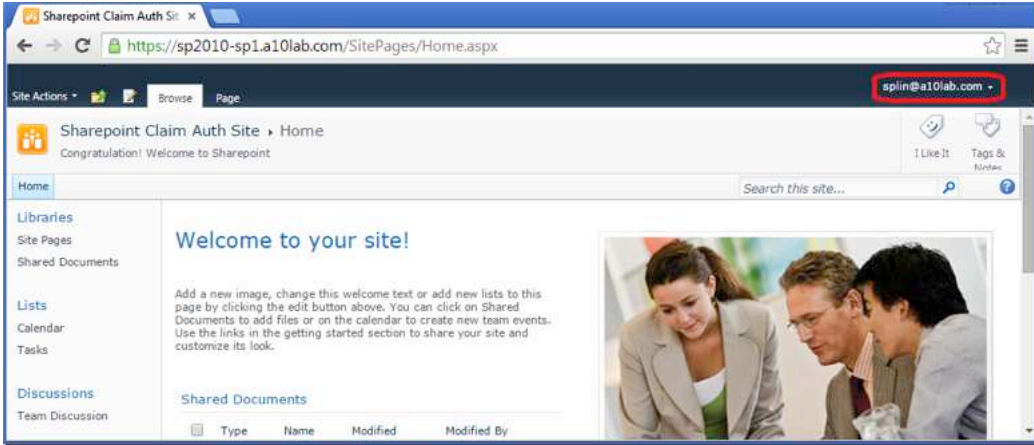 Sharepoint Claim Auth Sit
https://sp2010-sp1.a10lab.com/SitePages/Home.aspx
Site Actions Browse Page splin@a10lab.com
Sharepoint Claim Auth Site Home
Congratulation! Welcome to Sharepoint
I Like It Tags & Notes
Home Search this site...
Libraries
Site Pages
Shared Documents
Lists
Calendar
Tasks
Discussions
Team Discussion
Welcome to your site!
Add a new image, change this welcome text or add new lists to this
page by clicking the edit button above. You can click on Shared
Documents to add files or on the calendar to create new team events.
Use the links in the getting started section to share your site and
customize its look.
Shared Documents
Type Name Modified Modified By